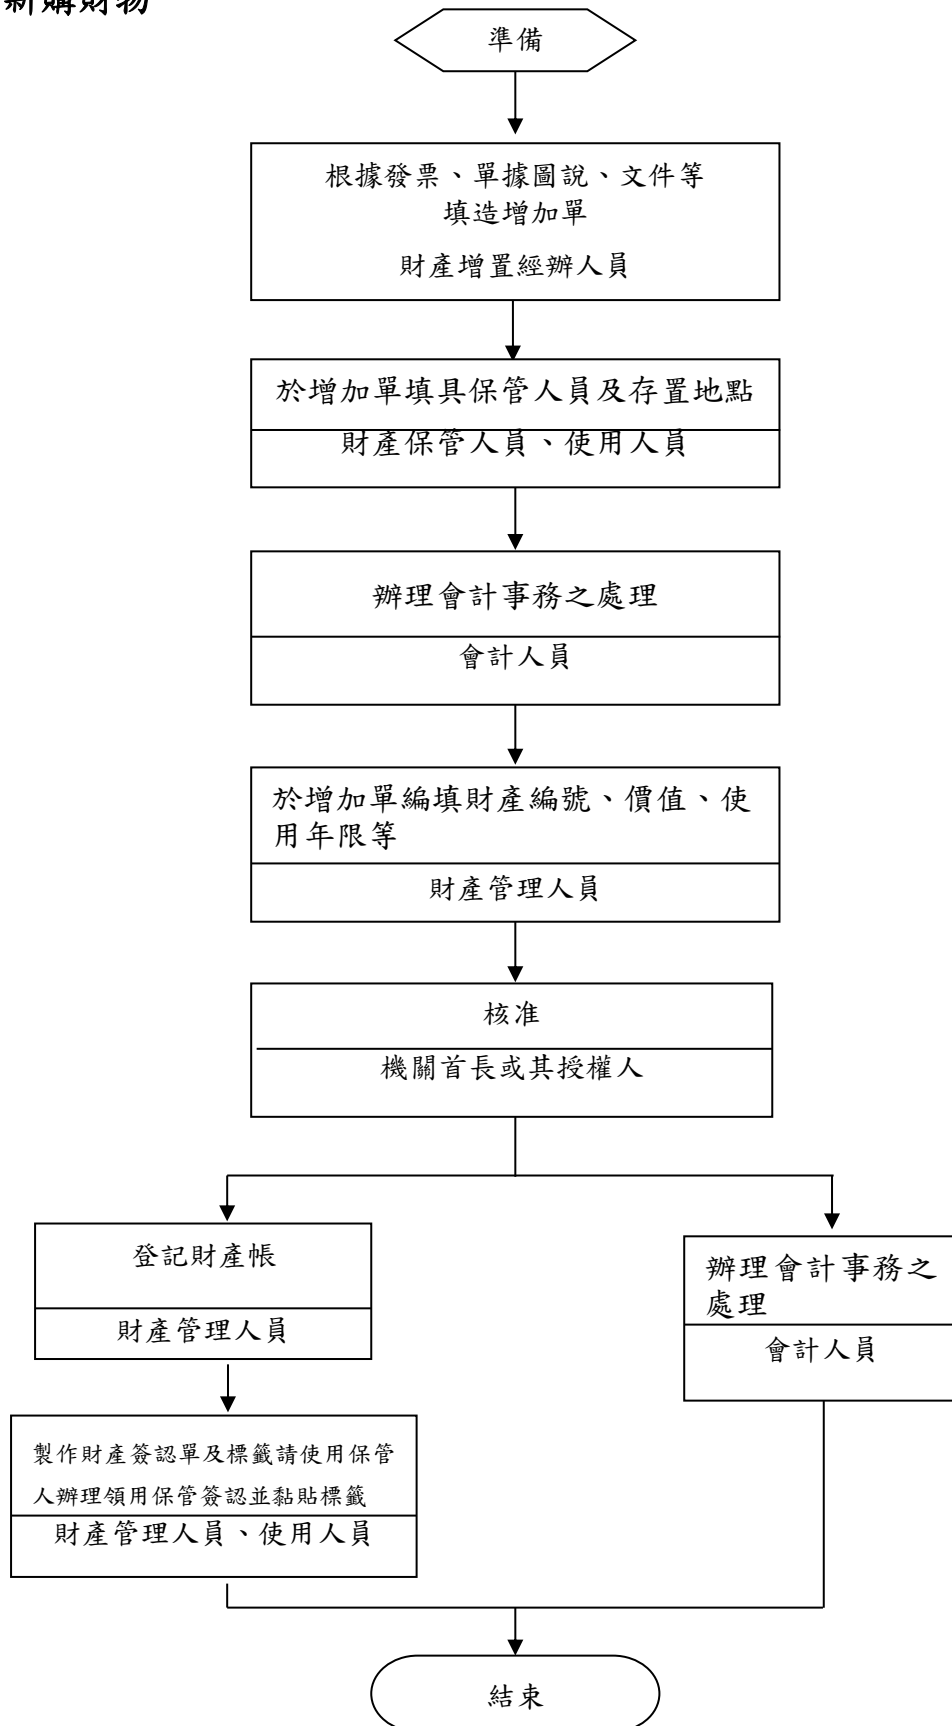 新購財物
準備
根據發票、單據圖說、文件等
填造增加單
財產增置經辦人員
於增加單填具保管人員及存置地點
財產保管人員、使用人員
辦理會計事務之處理
會計人員
於增加單編填財產編號、價值、使
用年限等
財產管理人員
核准
機關首長或其授權人
登記財產帳
財產管理人員
辦理會計事務之
處理
會計人員
製作財產簽認單及標籤請使用保管
人辦理領用保管簽認並黏貼標籤
財產管理人員、使用人員
結束